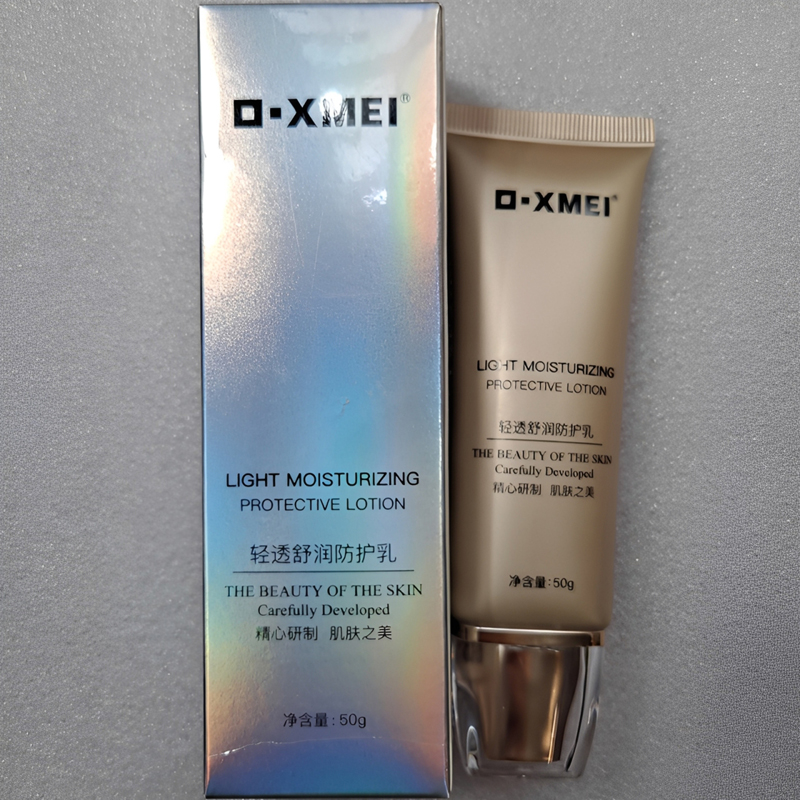 口·XMEI®
LIGHT MOISTURIZING
PROTECTIVE LOTION
轻透舒润防护乳
THE BEAUTY OF THE SKIN
Carefully Developed
精心研制 肌肤之美
净含量:50g
口·XMEI®
LIGHT MOISTURIZING
PROTECTIVE LOTION
轻透舒润防护乳
THE BEAUTY OF THE SKIN
Carefully Developed
精心研制 肌肤之美
净含量:50g